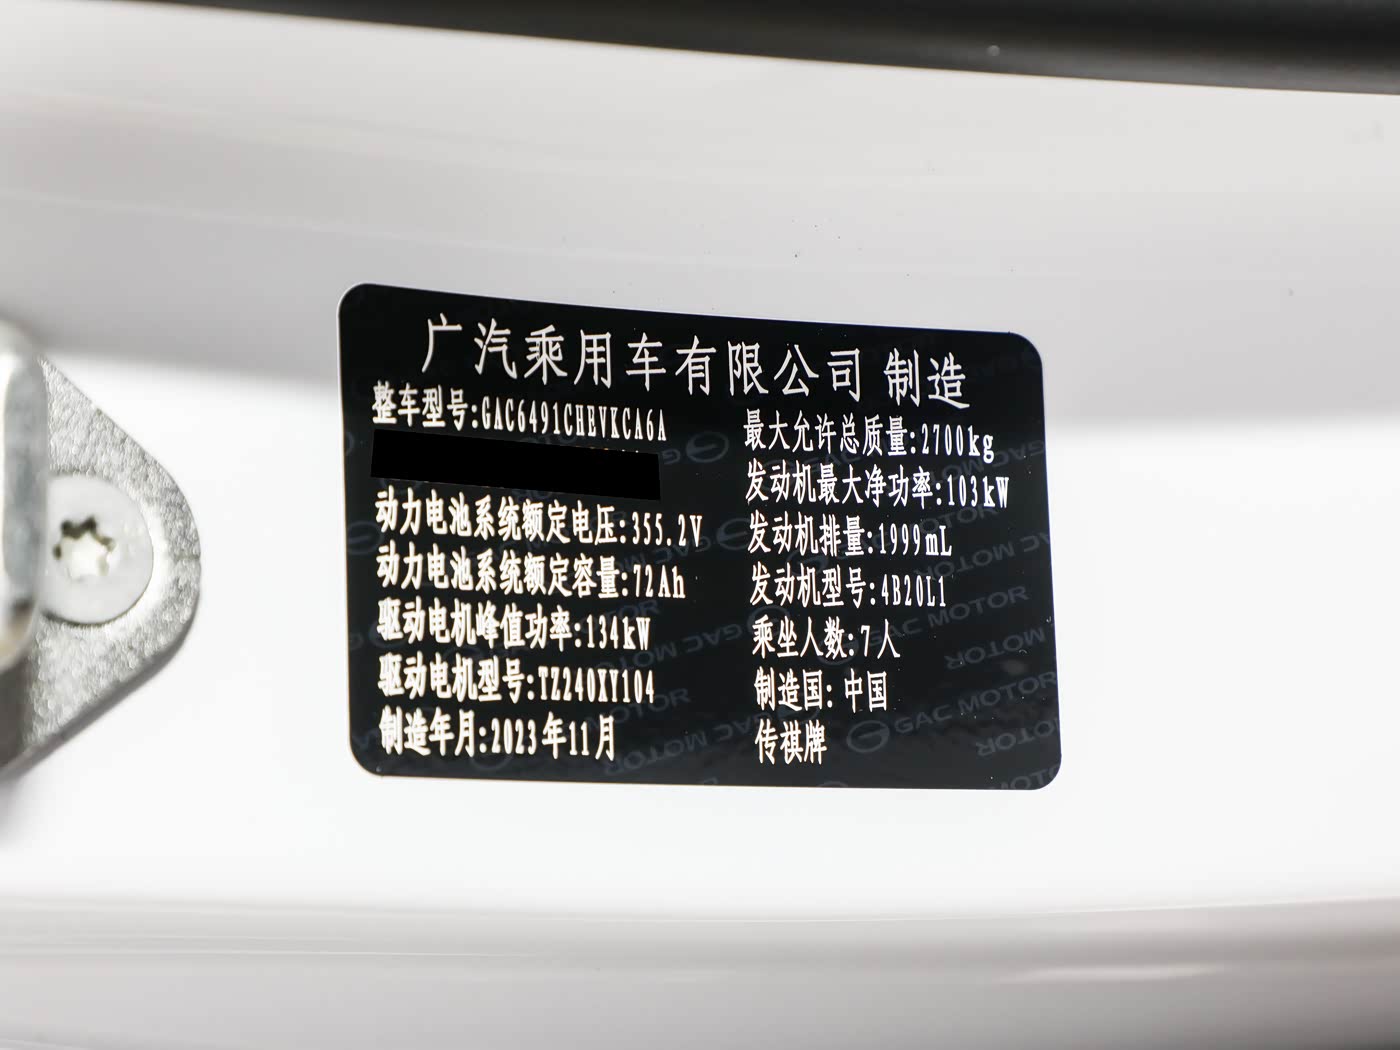 广汽乘用车有限公司 制造
整车型号:GAC6491CHEVKCA6A
动力电池系统额定电压:355.2V
动力电池系统额定容量:72Ah
驱动电机峰值功率:134kW
驱动电机型号:TZ240XY104
制造年月:2023年11月
最大允许总质量:2700kg
发动机最大净功率:103kW
发动机排量:1999mL
发动机型号:4B20L1
乘坐人数:7人
制造国:中国
传祺牌
GAC MOTOR